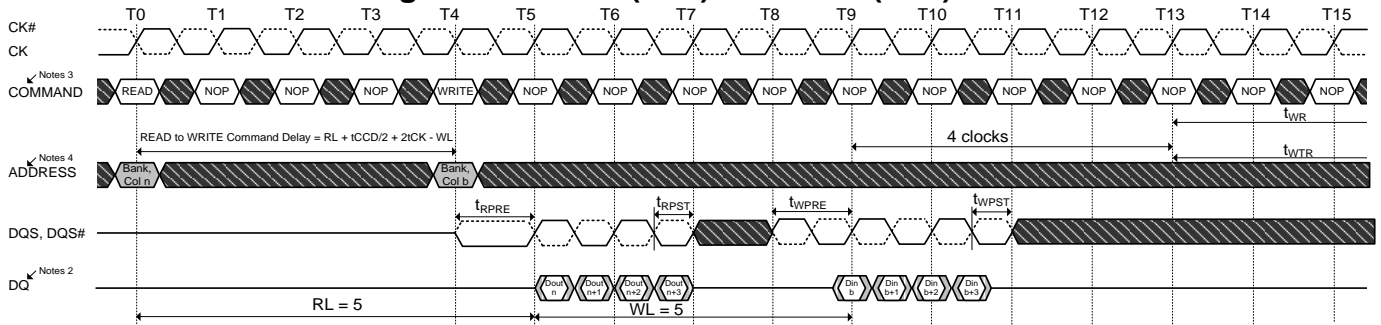 T0 T1 T2 T3 T4 T5 T6 T7 T8 T9 T10 T11 T12 T13 T14 T15
CK#
CK
Notes 3
COMMAND READ NOP NOP NOP WRITE NOP NOP NOP NOP NOP NOP NOP NOP NOP NOP NOP
tWR
READ to WRITE Command Delay = RL + tCCD/2 + 2tCK - WL
4 clocks
tWTR
Notes 4
ADDRESS Bank, Col n Bank, Col b
tRPRE tRPST tWPRE tWPST
DQS, DQS#
Notes 2
DQ Dout n Dout n+1 Dout n+2 Dout n+3 Din b Din b+1 Din b+2 Din b+3
RL = 5 WL = 5